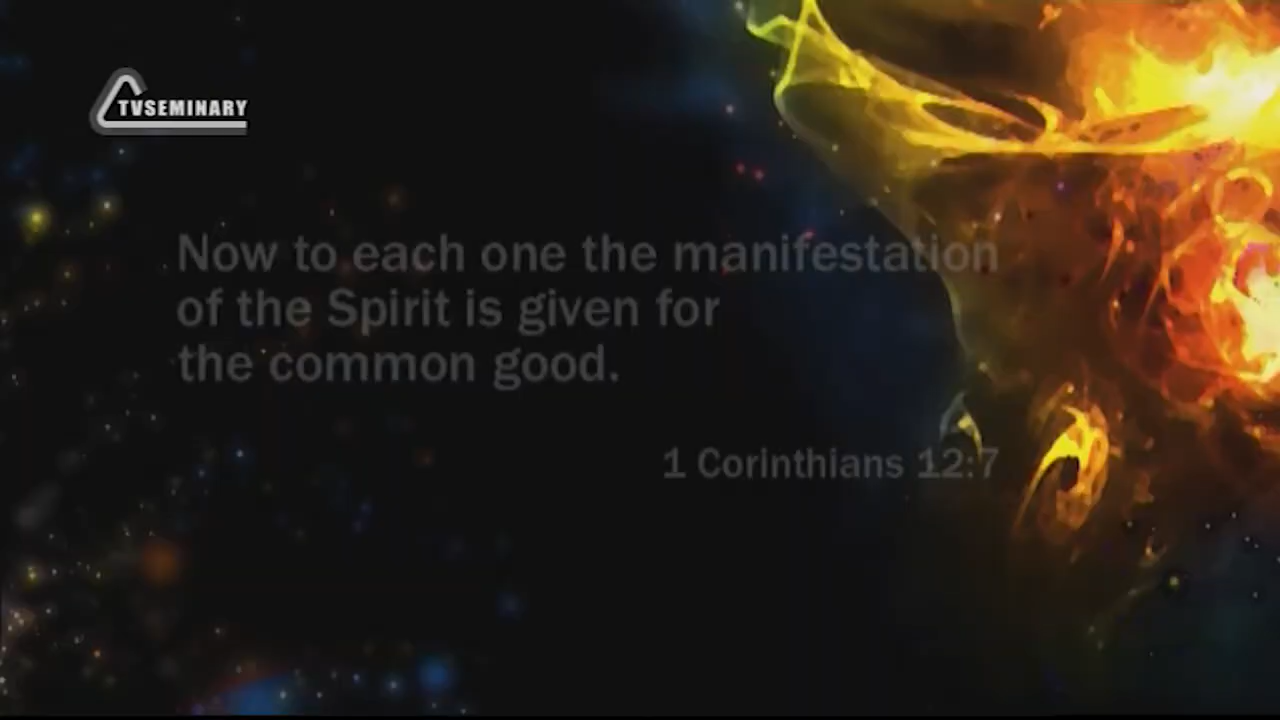 TVSEMINARY
Now to each one the manifestation
of the Spirit is given for
the common good.
1 Corinthians 12:7